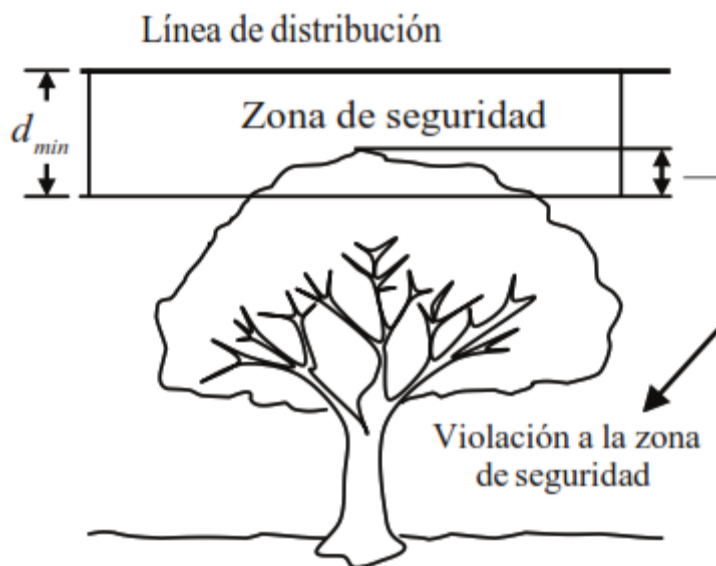 Línea de distribución
Zona de seguridad
d_min
Violación a la zona
de seguridad